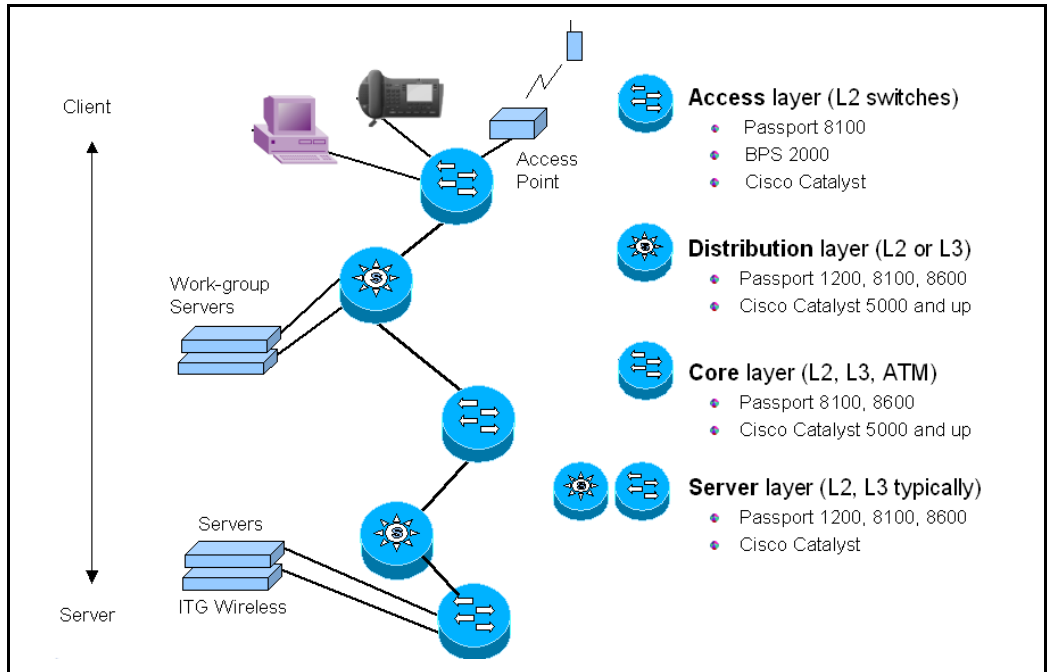 Client
Access
Point
Work-group
Servers
Servers
ITG Wireless
Server
Access layer (L2 switches)
Passport 8100
BPS 2000
Cisco Catalyst
Distribution layer (L2 or L3)
Passport 1200, 8100, 8600
Cisco Catalyst 5000 and up
Core layer (L2, L3, ATM)
Passport 8100, 8600
Cisco Catalyst 5000 and up
Server layer (L2, L3 typically)
Passport 1200, 8100, 8600
Cisco Catalyst
S
S
S
S